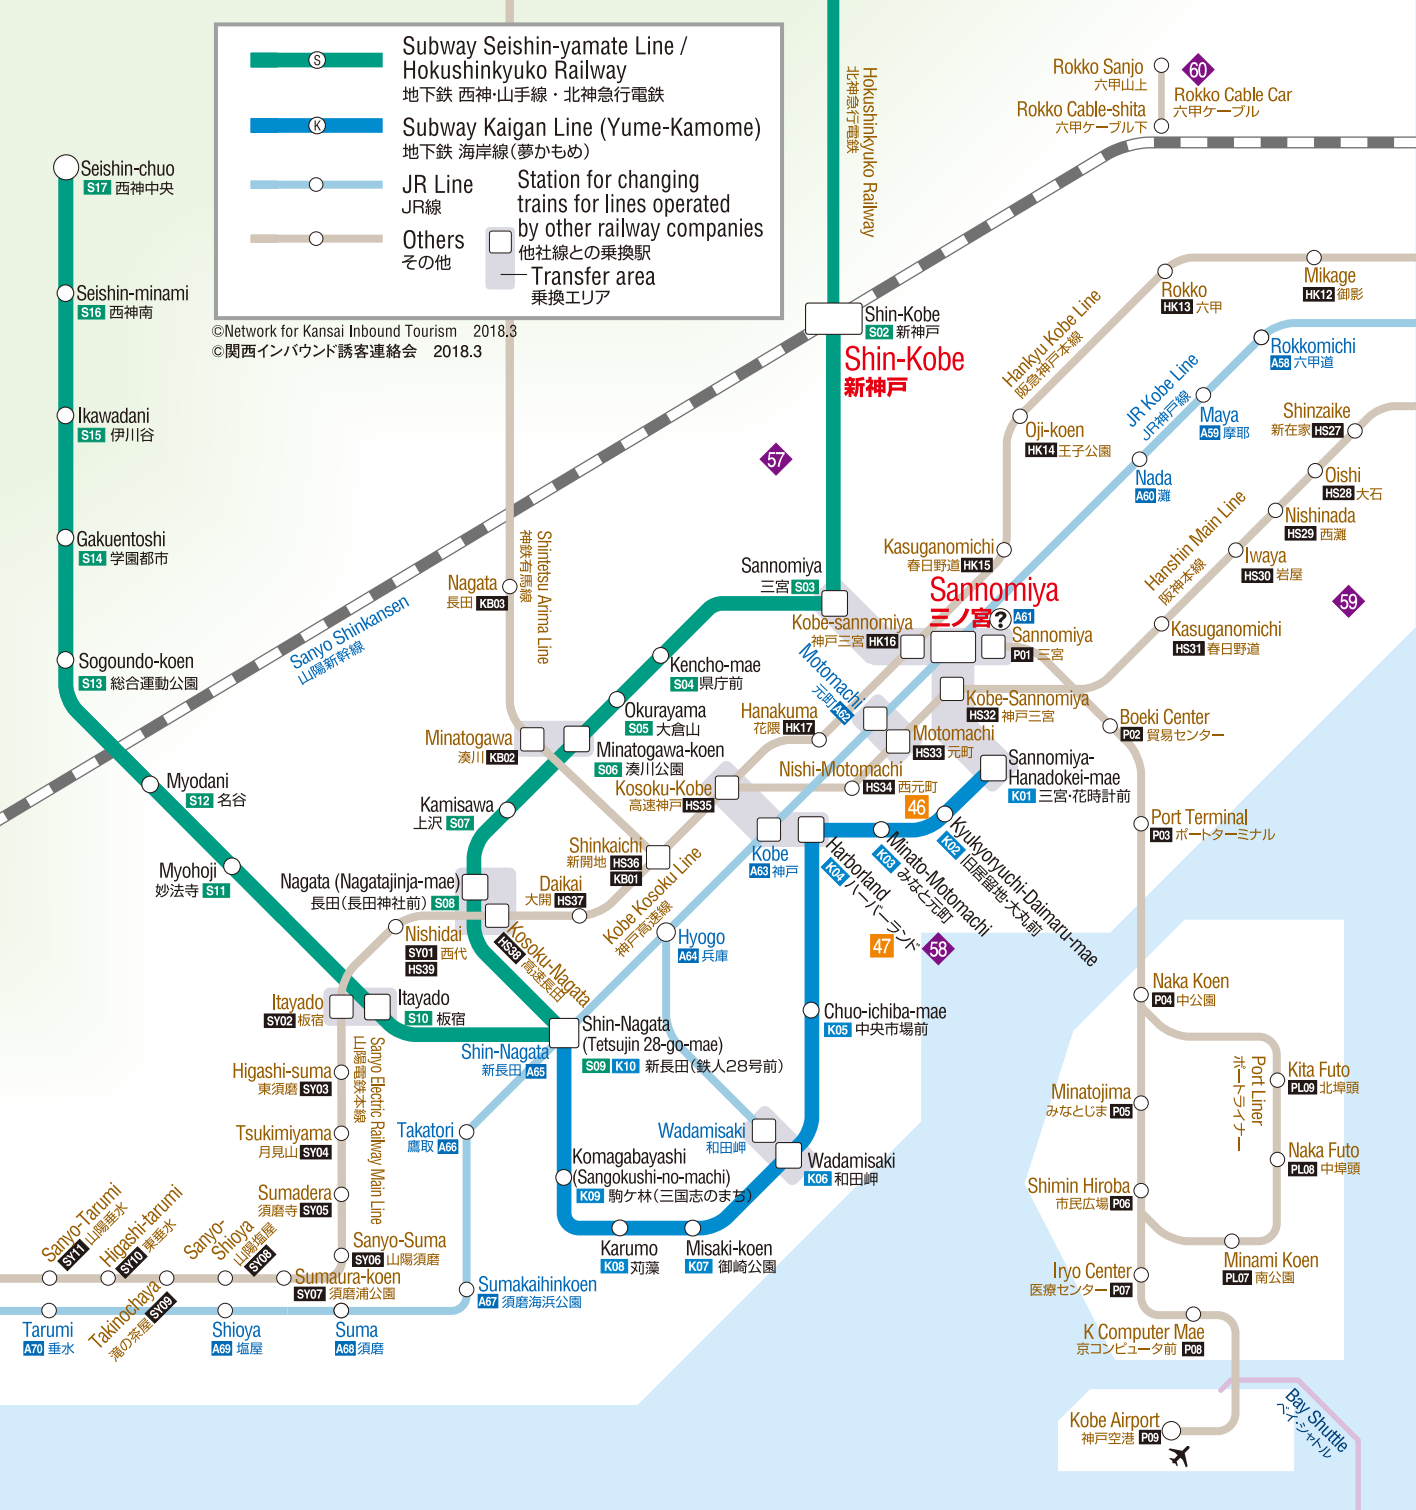 S
Subway Seishin-yamate Line /
Hokushinkyuko Railway
地下鉄 西神・山手線・北神急行電鉄
K
Subway Kaigan Line (Yume-Kamome)
地下鉄 海岸線(夢かもめ)
JR Line
JR線
Others
その他
Station for changing
trains for lines operated
by other railway companies
他社線との乗換駅
Transfer area
乗換エリア
©Network for Kansai Inbound Tourism 2018.3
©関西インバウンド誘客連絡会 2018.3
Hokushinkyuko Railway
北神急行電鉄
Rokko Sanjo
六甲山上
60
Rokko Cable Car
六甲ケーブル
Rokko Cable-shita
六甲ケーブル下
Seishin-chuo
S17 西神中央
Seishin-minami
S16 西神南
Ikawadani
S15 伊川谷
Gakuentoshi
S14 学園都市
Sogoundo-koen
S13 総合運動公園
Myodani
S12 名谷
Myohoji
妙法寺 S11
Itayado
S10 板宿
Itayado
SY02 板宿
Sanyo Shinkansen
山陽新幹線
Shin-Kobe
S02 新神戸
Shin-Kobe
新神戸
57
Mikage
HK12 御影
Rokko
HK13 六甲
Hankyu Kobe Line
阪急神戸本線
Oji-koen
HK14 王子公園
Kasuganomichi
春日野道 HK15
JR Kobe Line
JR神戸線
Rokkomichi
A58 六甲道
Maya
A59 摩耶
Nada
A60 灘
Shinzaike
新在家 HS27
Oishi
HS28 大石
Nishinada
HS29 西灘
Iwaya
HS30 岩屋
Hanshin Main Line
阪神本線
Kasuganomichi
HS31 春日野道
59
Shintetsu Arima Line
神鉄有馬線
Nagata
長田 KB03
Minatogawa
湊川 KB02
Sannomiya
三宮 S03
Kobe-sannomiya
神戸三宮 HK16
Sannomiya
三ノ宮
?
A61
Sannomiya
P01 三宮
Kencho-mae
S04 県庁前
Okurayama
S05 大倉山
Minatogawa-koen
S06 湊川公園
Kamisawa
上沢 S07
Motomachi
元町 A62
Hanakuma
花隈 HK17
Kobe-Sannomiya
HS32 神戸三宮
Motomachi
HS33 元町
Nishi-Motomachi
HS34 西元町
Kosoku-Kobe
高速神戸 HS35
Sannomiya-
Hanadokei-mae
K01 三宮・花時計前
46
Kyukyoryuchi-Daimaru-mae
K02 旧居留地・大丸前
Minato-Motomachi
K03 みなと元町
Harborland
K04 ハーバーランド
47
58
Kobe
A63 神戸
Shinkaichi
新開地 HS36
KB01
Daikai
大開 HS37
Kobe Kosoku Line
神戸高速線
Nagata (Nagatajinja-mae)
長田(長田神社前) S08
Kosoku-Nagata
HS38 高速長田
Nishidai
SY01 西代
HS39
Hyogo
A64 兵庫
Shin-Nagata
(Tetsujin 28-go-mae)
S09 K10 新長田(鉄人28号前)
Shin-Nagata
新長田 A65
Chuo-ichiba-mae
K05 中央市場前
Wadamisaki
和田岬
Wadamisaki
K06 和田岬
Komagabayashi
(Sangokushi-no-machi)
K09 駒ケ林(三国志のまち)
Karumo
K08 苅藻
Misaki-koen
K07 御崎公園
Takatori
鷹取 A66
Sumakaihinkoen
A67 須磨海浜公園
Sanyo Electric Railway Main Line
山陽電鉄本線
Higashi-suma
東須磨 SY03
Tsukimiyama
月見山 SY04
Sumadera
須磨寺 SY05
Sanyo-Suma
SY06 山陽須磨
Sumaura-koen
SY07 須磨浦公園
Sanyo-
Shioya
山陽塩屋
SY08
Takinochaya
滝の茶屋 SY09
Higashi-tarumi
SY10 東垂水
Sanyo-Tarumi
SY11 山陽垂水
Tarumi
A70 垂水
Shioya
A69 塩屋
Suma
A68 須磨
Boeki Center
P02 貿易センター
Port Terminal
P03 ポートターミナル
Naka Koen
P04 中公園
Minatojima
みなとじま P05
Shimin Hiroba
市民広場 P06
Iryo Center
医療センター P07
K Computer Mae
京コンピュータ前 P08
Kobe Airport
神戸空港 P09
Port Liner
ポートライナー
Kita Futo
PL09 北埠頭
Naka Futo
PL08 中埠頭
Minami Koen
PL07 南公園
Bay Shuttle
ベイ・シャトル